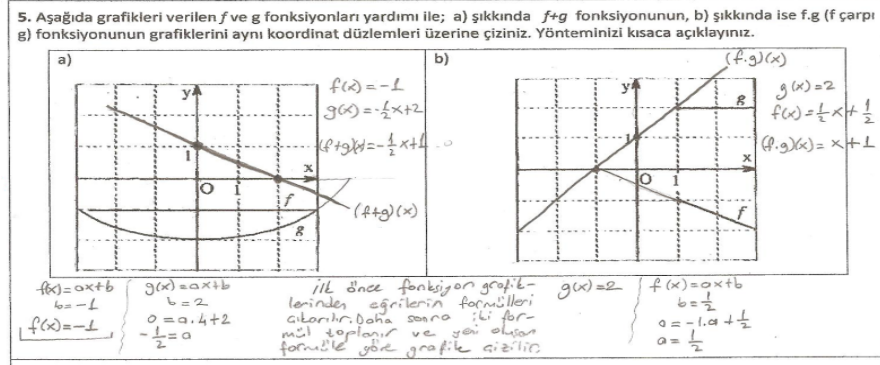 5. Aşağıda grafikleri verilen f ve g fonksiyonları yardımı ile; a) şıkkında f+g fonksiyonunun, b) şıkkında ise f.g (f çarpı
g) fonksiyonunun grafiklerini aynı koordinat düzlemleri üzerine çiziniz. Yönteminizi kısaca açıklayınız.
a)
y
1
O
1
x
f
g
f(x) = -1
g(x) = -1/2x+2
(f+g)(x) = -1/2x+1
(f+g)(x)
b)
(f.g)(x)
y
1
O
1
x
g
f
g(x) = 2
f(x) = 1/2x + 1/2
(f.g)(x) = x+1
f(x) = ax+b
b = -1
f(x) = -1
g(x) = ax+b
b = 2
0 = a.4+2
-1/2 = a
ilk önce fonksiyon grafik-
lerinden eğrilerin formülleri
çıkarılır. Daha sonra iki for-
mül toplanır ve yeni oluşan
formüle göre grafik çizilir.
g(x) = 2
f(x) = ax+b
b = 1/2
0 = -1.a + 1/2
a = 1/2